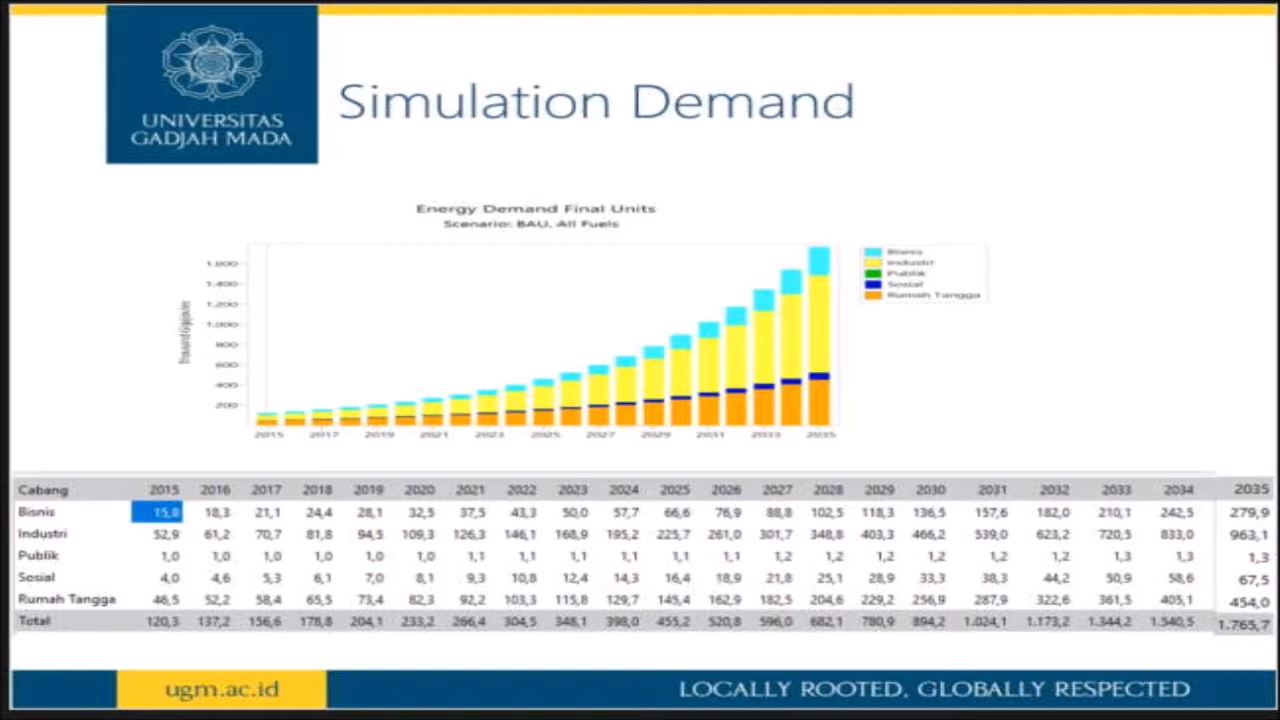 UNIVERSITAS
GADJAH MADA
Simulation Demand
Energy Demand Final Units
Scenario: BAU, All Fuels
Thousand Gigajoules
1.600
1.400
1.200
1.000
800
600
400
200
2015 2017 2019 2021 2023 2025 2027 2029 2031 2033 2035
Bisnis
Industri
Publik
Sosial
Rumah Tangga
Cabang 2015 2016 2017 2018 2019 2020 2021 2022 2023 2024 2025 2026 2027 2028 2029 2030 2031 2032 2033 2034 2035
Bisnis 15,8 18,3 21,1 24,4 28,1 32,5 37,5 43,3 50,0 57,7 66,6 76,9 88,8 102,5 118,3 136,5 157,6 182,0 210,1 242,5 279,9
Industri 52,9 61,2 70,7 81,8 94,5 109,3 126,3 146,1 168,9 195,2 225,7 261,0 301,7 348,8 403,3 466,2 539,0 623,2 720,5 833,0 963,1
Publik 1,0 1,0 1,0 1,0 1,0 1,0 1,1 1,1 1,1 1,1 1,1 1,1 1,2 1,2 1,2 1,2 1,2 1,2 1,3 1,3 1,3
Sosial 4,0 4,6 5,3 6,1 7,0 8,1 9,3 10,8 12,4 14,3 16,4 18,9 21,8 25,1 28,9 33,3 38,3 44,2 50,9 58,6 67,5
Rumah Tangga 46,5 52,2 58,4 65,5 73,4 82,3 92,2 103,3 115,8 129,7 145,4 162,9 182,5 204,6 229,2 256,9 287,9 322,6 361,5 405,1 454,0
Total 120,3 137,2 156,6 178,8 204,1 233,2 266,4 304,5 348,1 398,0 455,2 520,8 596,0 682,1 780,9 894,2 1.024,1 1.173,2 1.344,2 1.540,5 1.765,7
ugm.ac.id
LOCALLY ROOTED, GLOBALLY RESPECTED